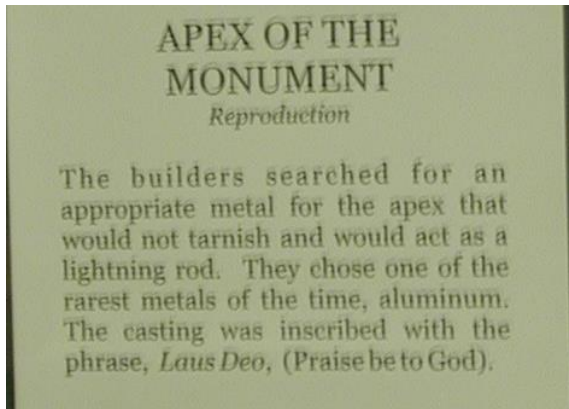 APEX OF THE
MONUMENT
Reproduction
The builders searched for an
appropriate metal for the apex that
would not tarnish and would act as a
lightning rod. They chose one of the
rarest metals of the time, aluminum.
The casting was inscribed with the
phrase, Laus Deo, (Praise be to God).